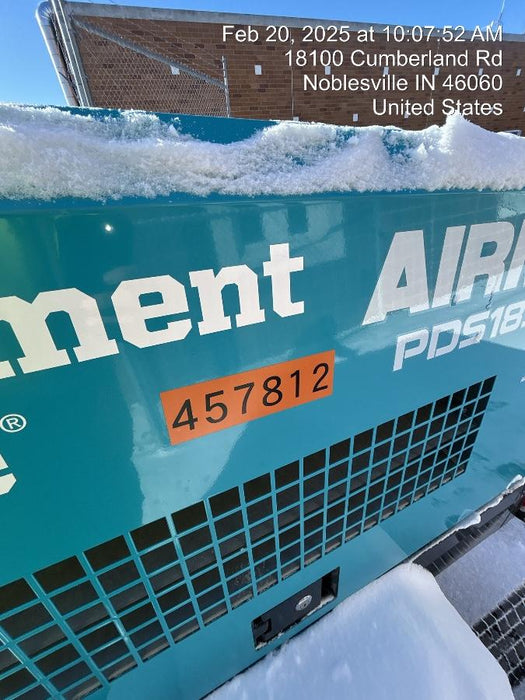 Feb 20, 2025 at 10:07:52 AM
18100 Cumberland Rd
Noblesville IN 46060
United States
ment
AIR
PDS18
457812
®